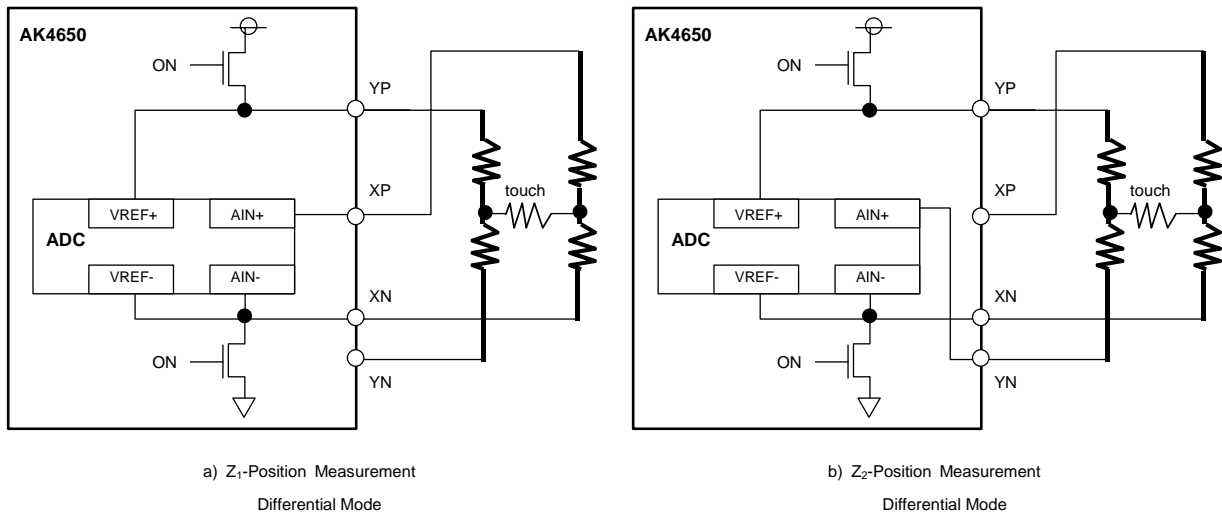 AK4650
ON
YP
XP
touch
VREF+
AIN+
ADC
VREF-
AIN-
XN
ON
YN
a) Z₁-Position Measurement
Differential Mode
AK4650
ON
YP
XP
touch
VREF+
AIN+
ADC
VREF-
AIN-
XN
ON
YN
b) Z₂-Position Measurement
Differential Mode